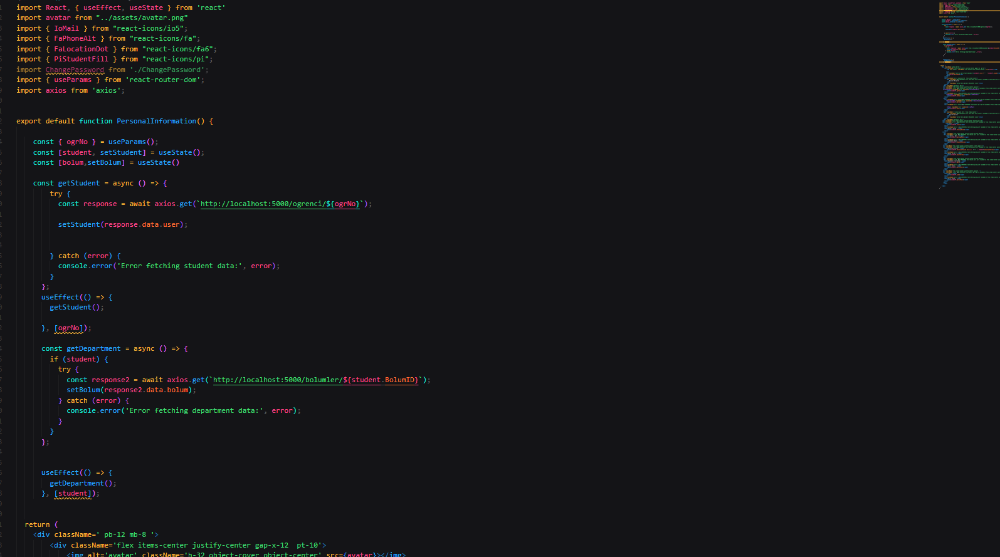 import React, { useEffect, useState } from 'react'
import avatar from "../assets/avatar.png"
import { IoMail } from "react-icons/io5";
import { FaPhoneAlt } from "react-icons/fa";
import { FaLocationDot } from "react-icons/fa6";
import { PiStudentFill } from "react-icons/pi";
import ChangePassword from './ChangePassword';
import { useParams } from 'react-router-dom';
import axios from 'axios';
export default function PersonalInformation() {
const { ogrNo } = useParams();
const [student, setStudent] = useState();
const [bolum,setBolum] = useState()
const getStudent = async () => {
try {
const response = await axios.get(`http://localhost:5000/ogrenci/${ogrNo}`);
setStudent(response.data.user);
} catch (error) {
console.error('Error fetching student data:', error);
}
};
useEffect(() => {
getStudent();
}, [ogrNo]);
const getDepartment = async () => {
if (student) {
try {
const response2 = await axios.get(`http://localhost:5000/bolumler/${student.BolumID}`);
setBolum(response2.data.bolum);
} catch (error) {
console.error('Error fetching department data:', error);
}
}
};
useEffect(() => {
getDepartment();
}, [student]);
return (
<div className=' pb-12 mb-8 '>
<div className='flex items-center justify-center gap-x-12  pt-10'>
<img alt='avatar' className='h-32 object-cover object-center' src={avatar}></img>